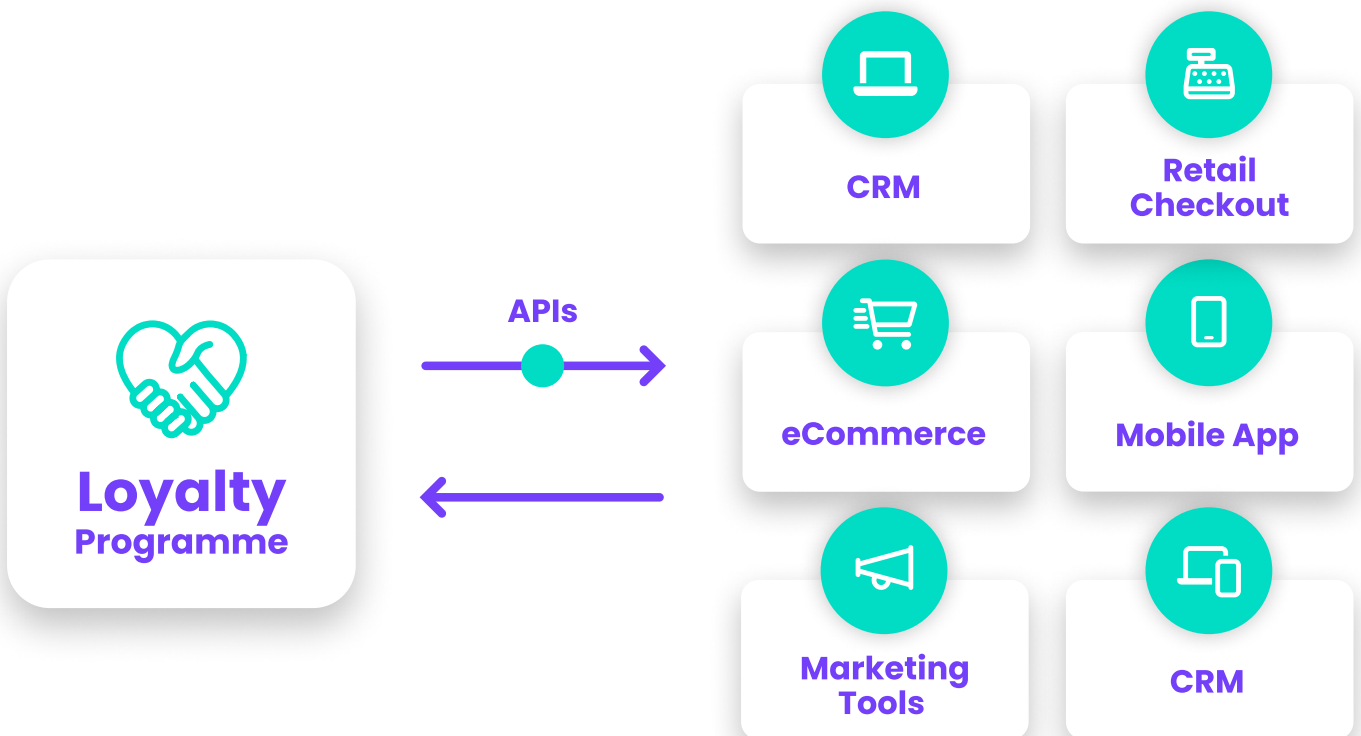 Loyalty
Programme
APIs
CRM
Retail
Checkout
eCommerce
Mobile App
Marketing
Tools
CRM